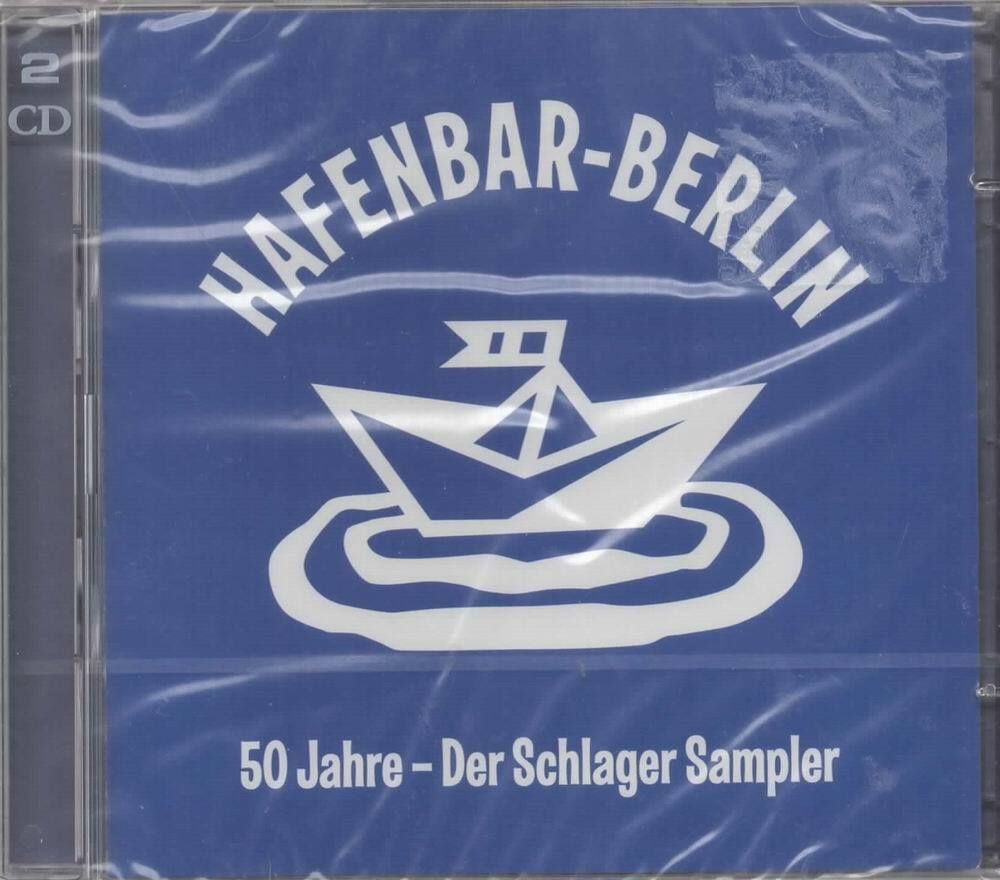 2
CD
HAFENBAR-BERLIN
50 Jahre – Der Schlager Sampler